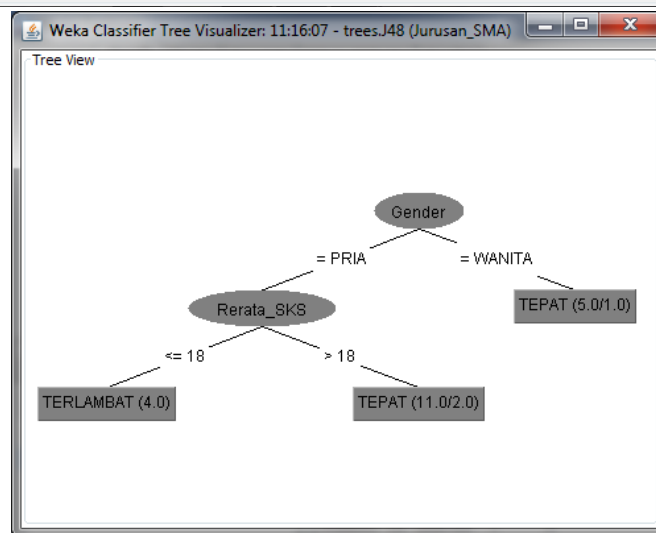 Weka Classifier Tree Visualizer: 11:16:07 - trees.J48 (Jurusan_SMA)
Tree View
Gender
= PRIA
= WANITA
Rerata_SKS
TEPAT (5.0/1.0)
<= 18
> 18
TERLAMBAT (4.0)
TEPAT (11.0/2.0)